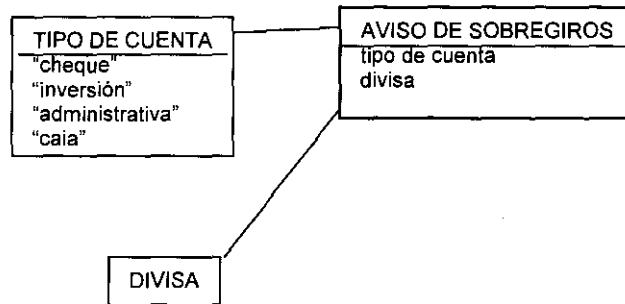 TIPO DE CUENTA
"cheque"
"inversión"
"administrativa"
"caia"
AVISO DE SOBREGIROS
tipo de cuenta
divisa
DIVISA